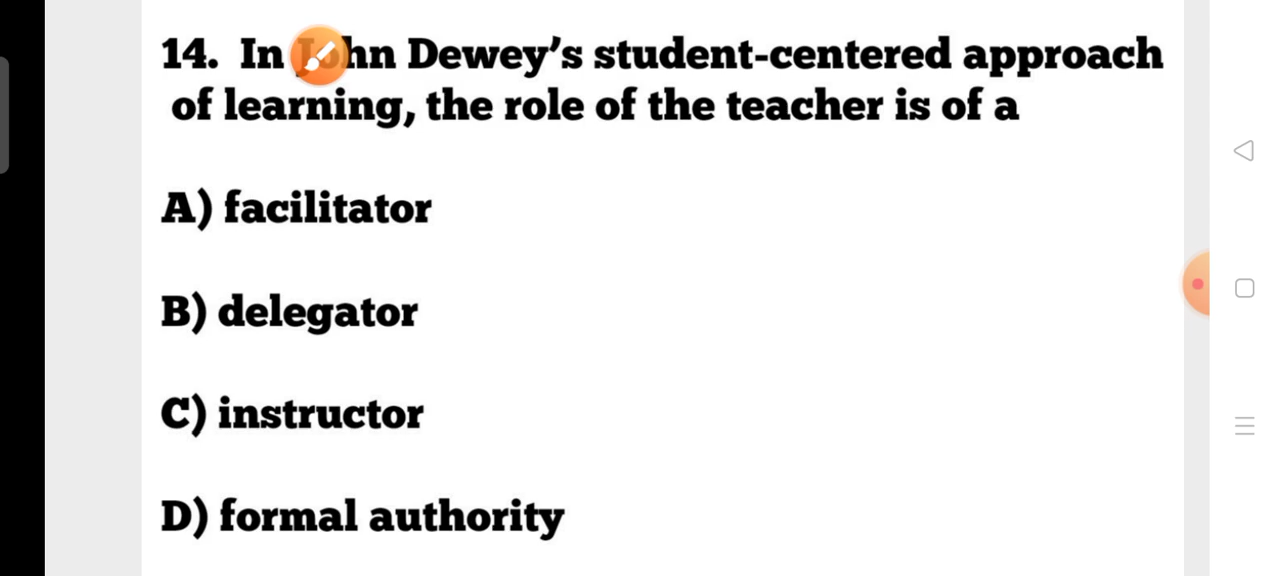 14. In John Dewey's student-centered approach
of learning, the role of the teacher is of a
A) facilitator
B) delegator
C) instructor
D) formal authority